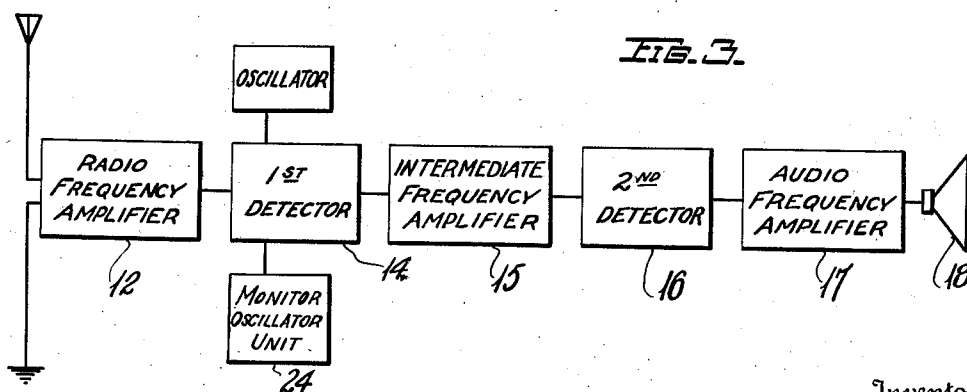 FIG. 3.
OSCILLATOR
RADIO
FREQUENCY
AMPLIFIER
1ST
DETECTOR
INTERMEDIATE
FREQUENCY
AMPLIFIER
2ND
DETECTOR
AUDIO
FREQUENCY
AMPLIFIER
12
14
15
16
17
18
MONITOR
OSCILLATOR
UNIT
24